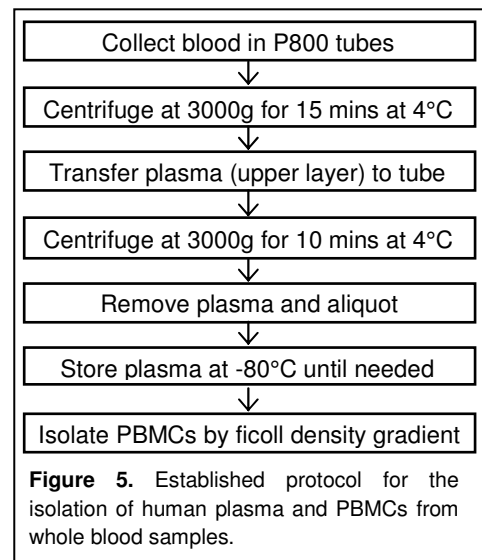 Collect blood in P800 tubes
Centrifuge at 3000g for 15 mins at 4°C
Transfer plasma (upper layer) to tube
Centrifuge at 3000g for 10 mins at 4°C
Remove plasma and aliquot
Store plasma at -80°C until needed
Isolate PBMCs by ficoll density gradient
Figure 5. Established protocol for the
isolation of human plasma and PBMCs from
whole blood samples.